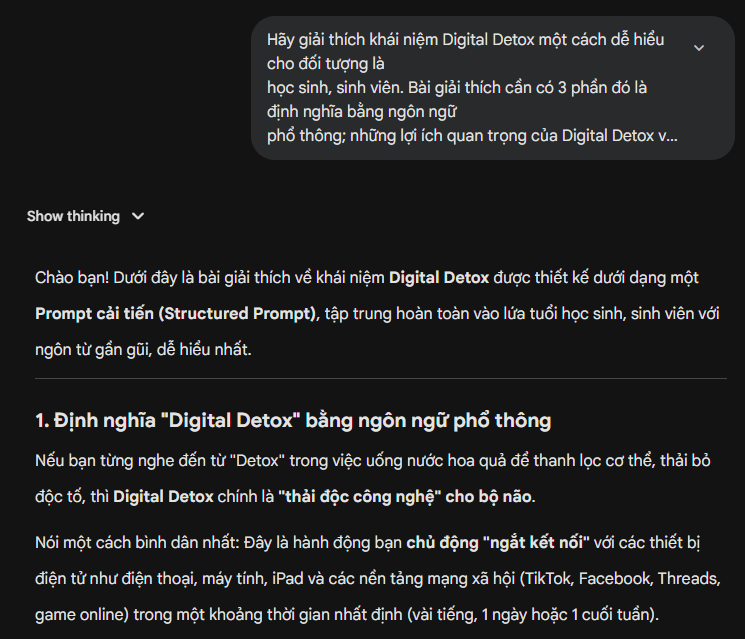 Hãy giải thích khái niệm Digital Detox một cách dễ hiểu
cho đối tượng là
học sinh, sinh viên. Bài giải thích cần có 3 phần đó là
định nghĩa bằng ngôn ngữ
phổ thông; những lợi ích quan trọng của Digital Detox v...
Show thinking
Chào bạn! Dưới đây là bài giải thích về khái niệm Digital Detox được thiết kế dưới dạng một
Prompt cải tiến (Structured Prompt), tập trung hoàn toàn vào lứa tuổi học sinh, sinh viên với
ngôn từ gần gũi, dễ hiểu nhất.
1. Định nghĩa "Digital Detox" bằng ngôn ngữ phổ thông
Nếu bạn từng nghe đến từ "Detox" trong việc uống nước hoa quả để thanh lọc cơ thể, thải bỏ
độc tố, thì Digital Detox chính là "thải độc công nghệ" cho bộ não.
Nói một cách bình dân nhất: Đây là hành động bạn chủ động "ngắt kết nối" với các thiết bị
điện tử như điện thoại, máy tính, iPad và các nền tảng mạng xã hội (TikTok, Facebook, Threads,
game online) trong một khoảng thời gian nhất định (vài tiếng, 1 ngày hoặc 1 cuối tuần).